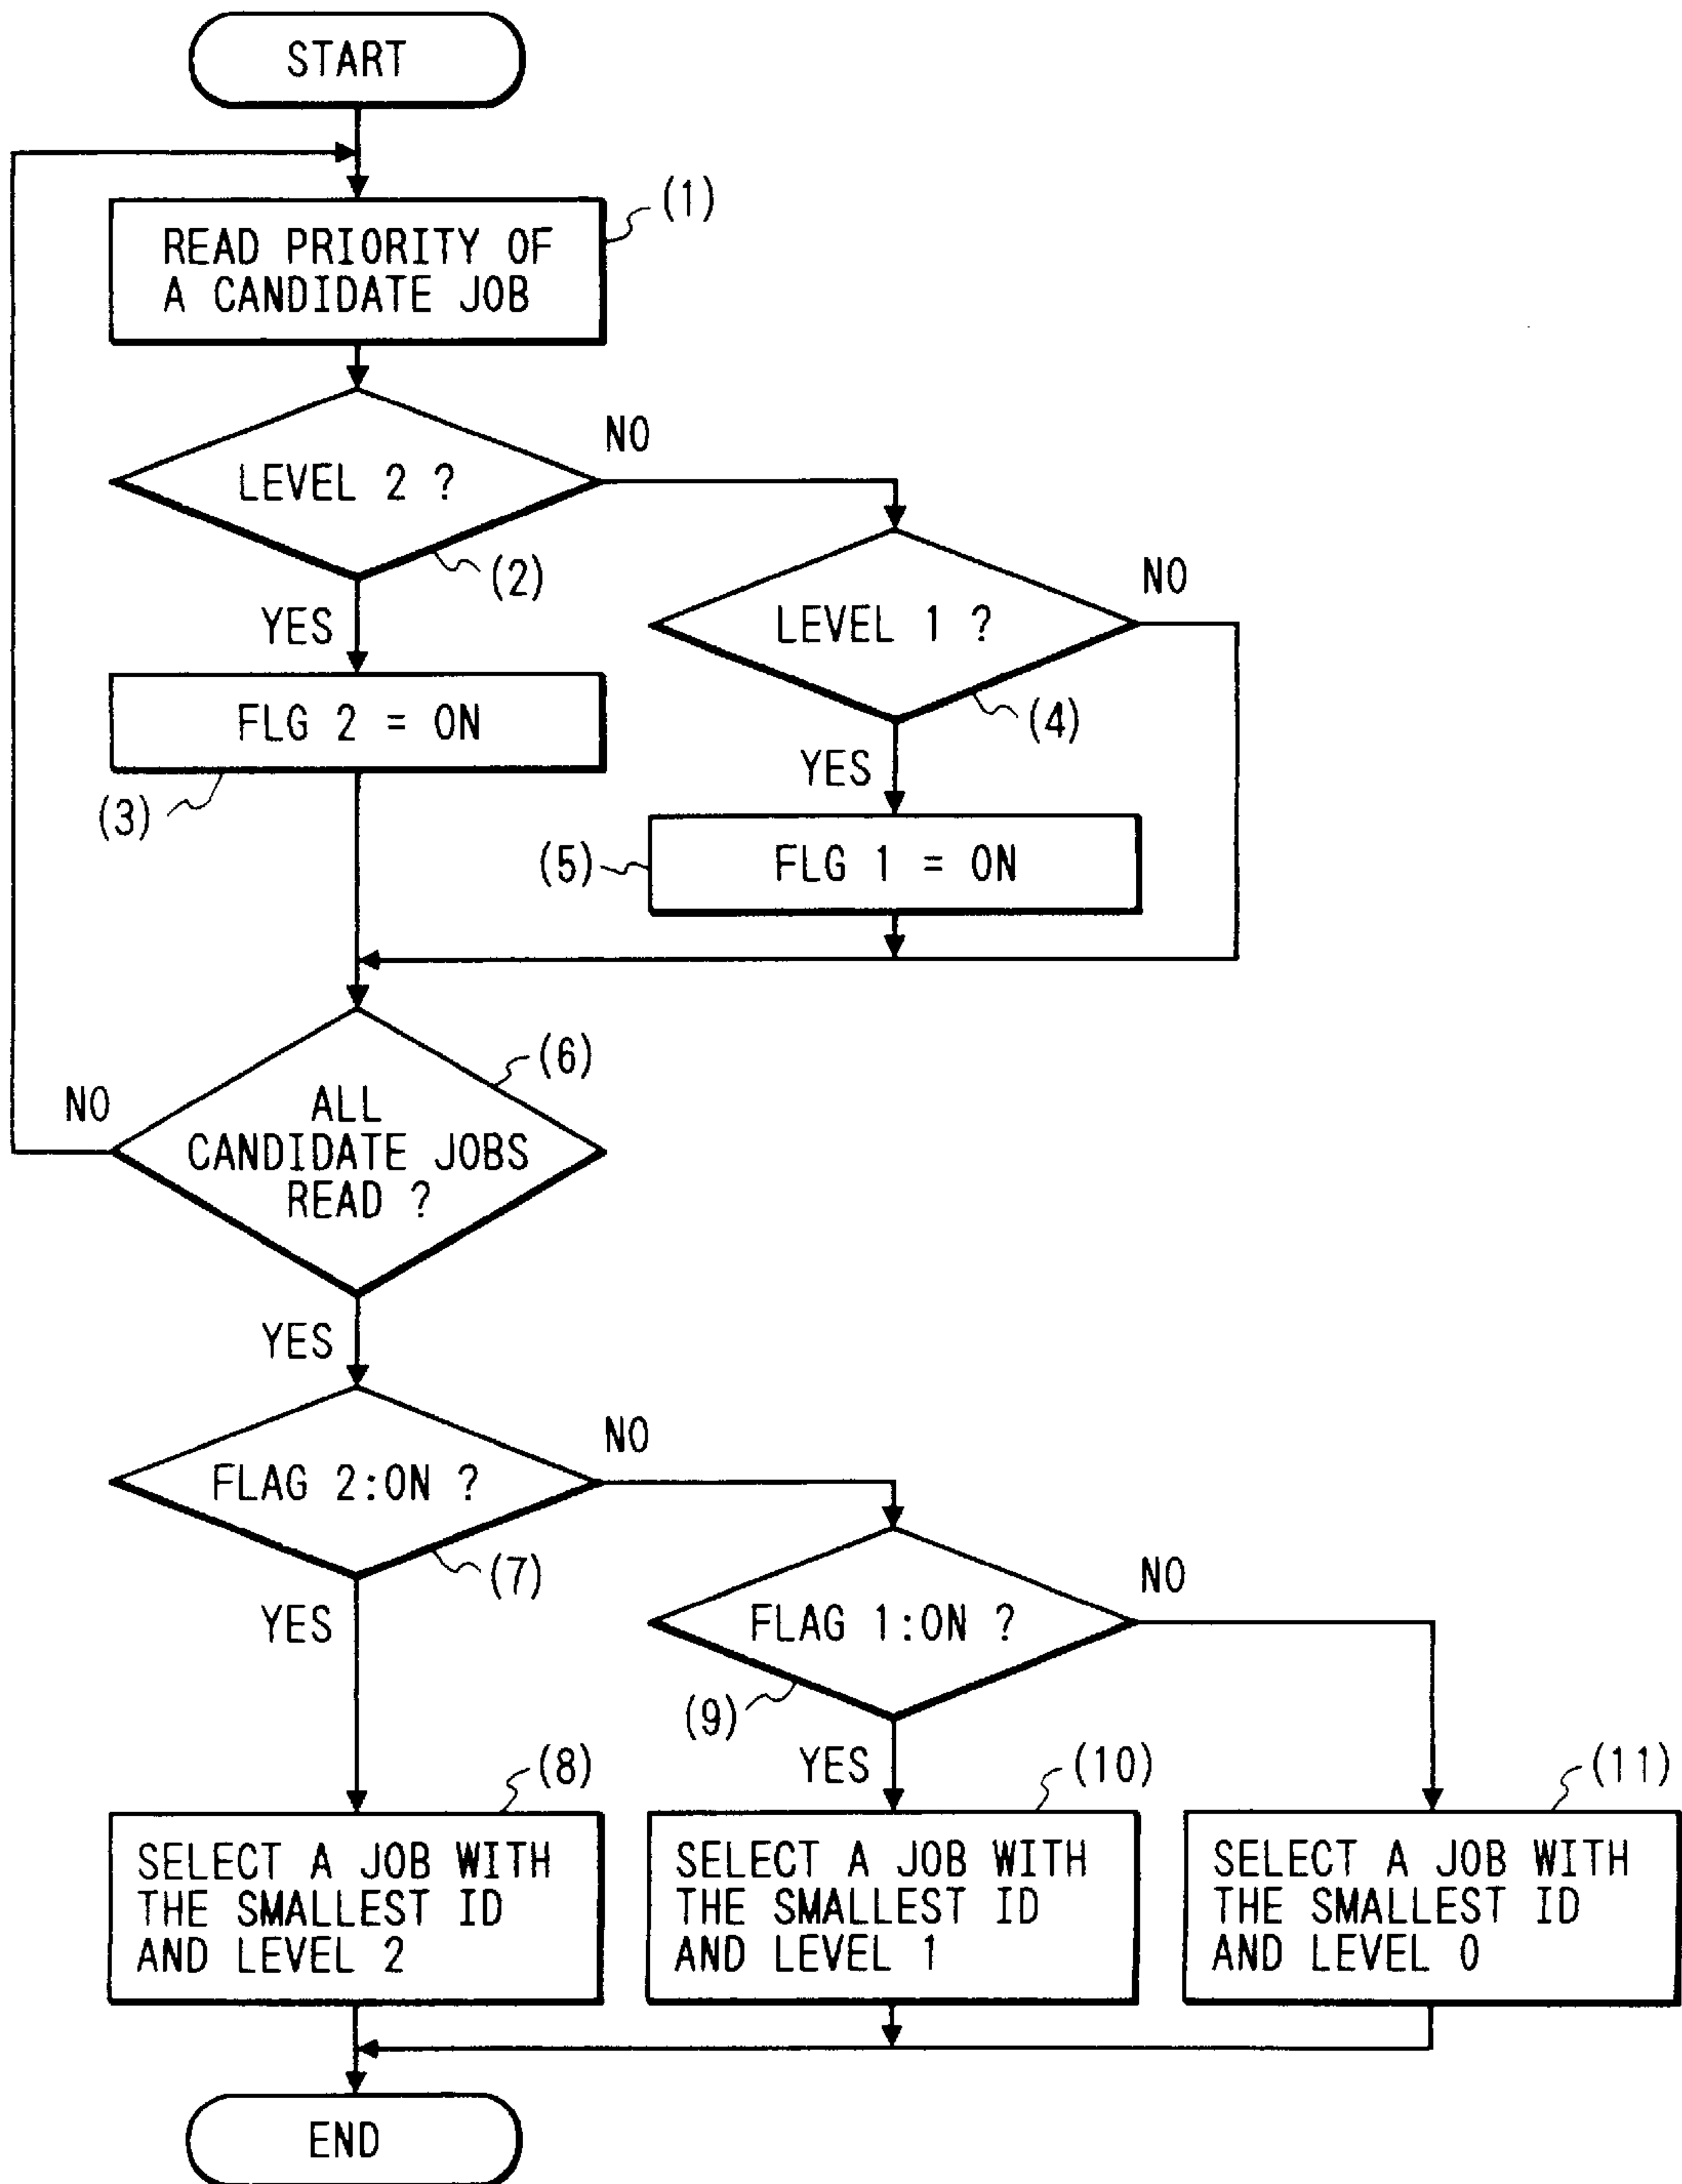 START
(1)
READ PRIORITY OF
A CANDIDATE JOB
NO
LEVEL 2 ?
(2)
NO
YES
LEVEL 1 ?
(4)
FLG 2 = ON
YES
(3)
(5)
FLG 1 = ON
(6)
NO
ALL
CANDIDATE JOBS
READ ?
YES
NO
FLAG 2:ON ?
(7)
NO
YES
FLAG 1:ON ?
(9)
(8)
YES
(10)
(11)
SELECT A JOB WITH
THE SMALLEST ID
AND LEVEL 2
SELECT A JOB WITH
THE SMALLEST ID
AND LEVEL 1
SELECT A JOB WITH
THE SMALLEST ID
AND LEVEL 0
END